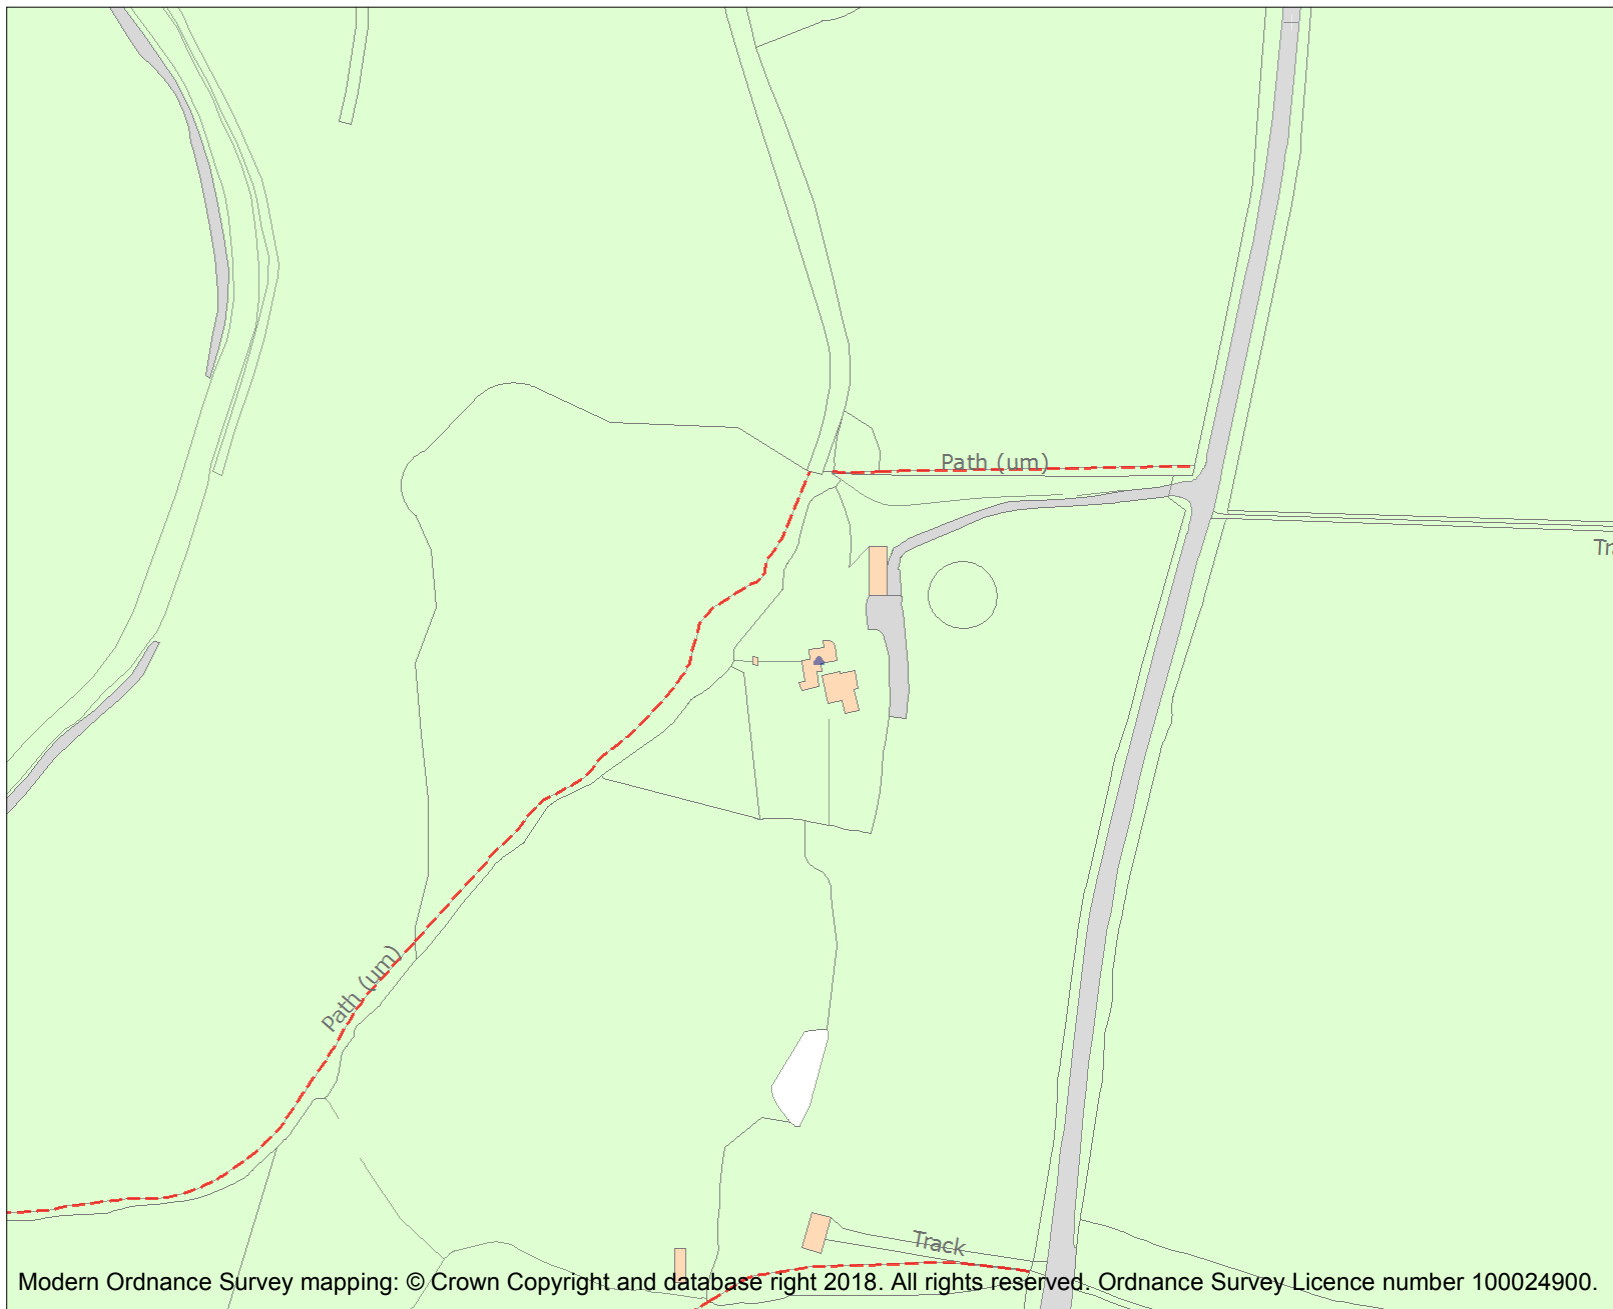 Path (um)
Tr
Path (um)
Track
Modern Ordnance Survey mapping: © Crown Copyright and database right 2018. All rights reserved. Ordnance Survey Licence number 100024900.